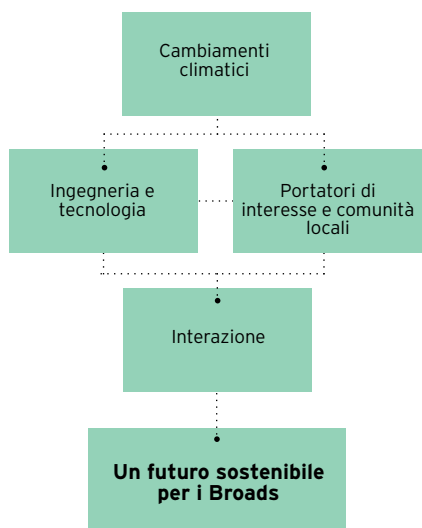 Cambiamenti
climatici
Ingegneria e
tecnologia
Portatori di
interesse e comunità
locali
Interazione
Un futuro sostenibile
per i Broads